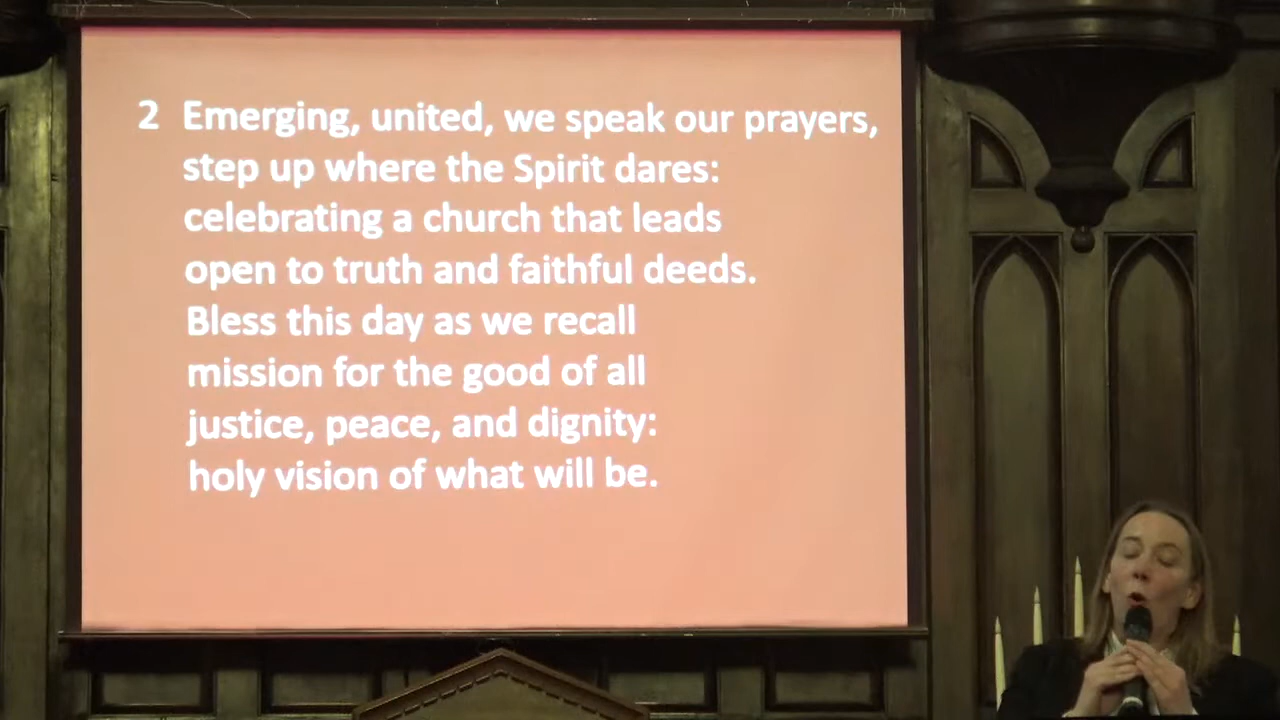 2 Emerging, united, we speak our prayers,
step up where the Spirit dares:
celebrating a church that leads
open to truth and faithful deeds.
Bless this day as we recall
mission for the good of all
justice, peace, and dignity:
holy vision of what will be.